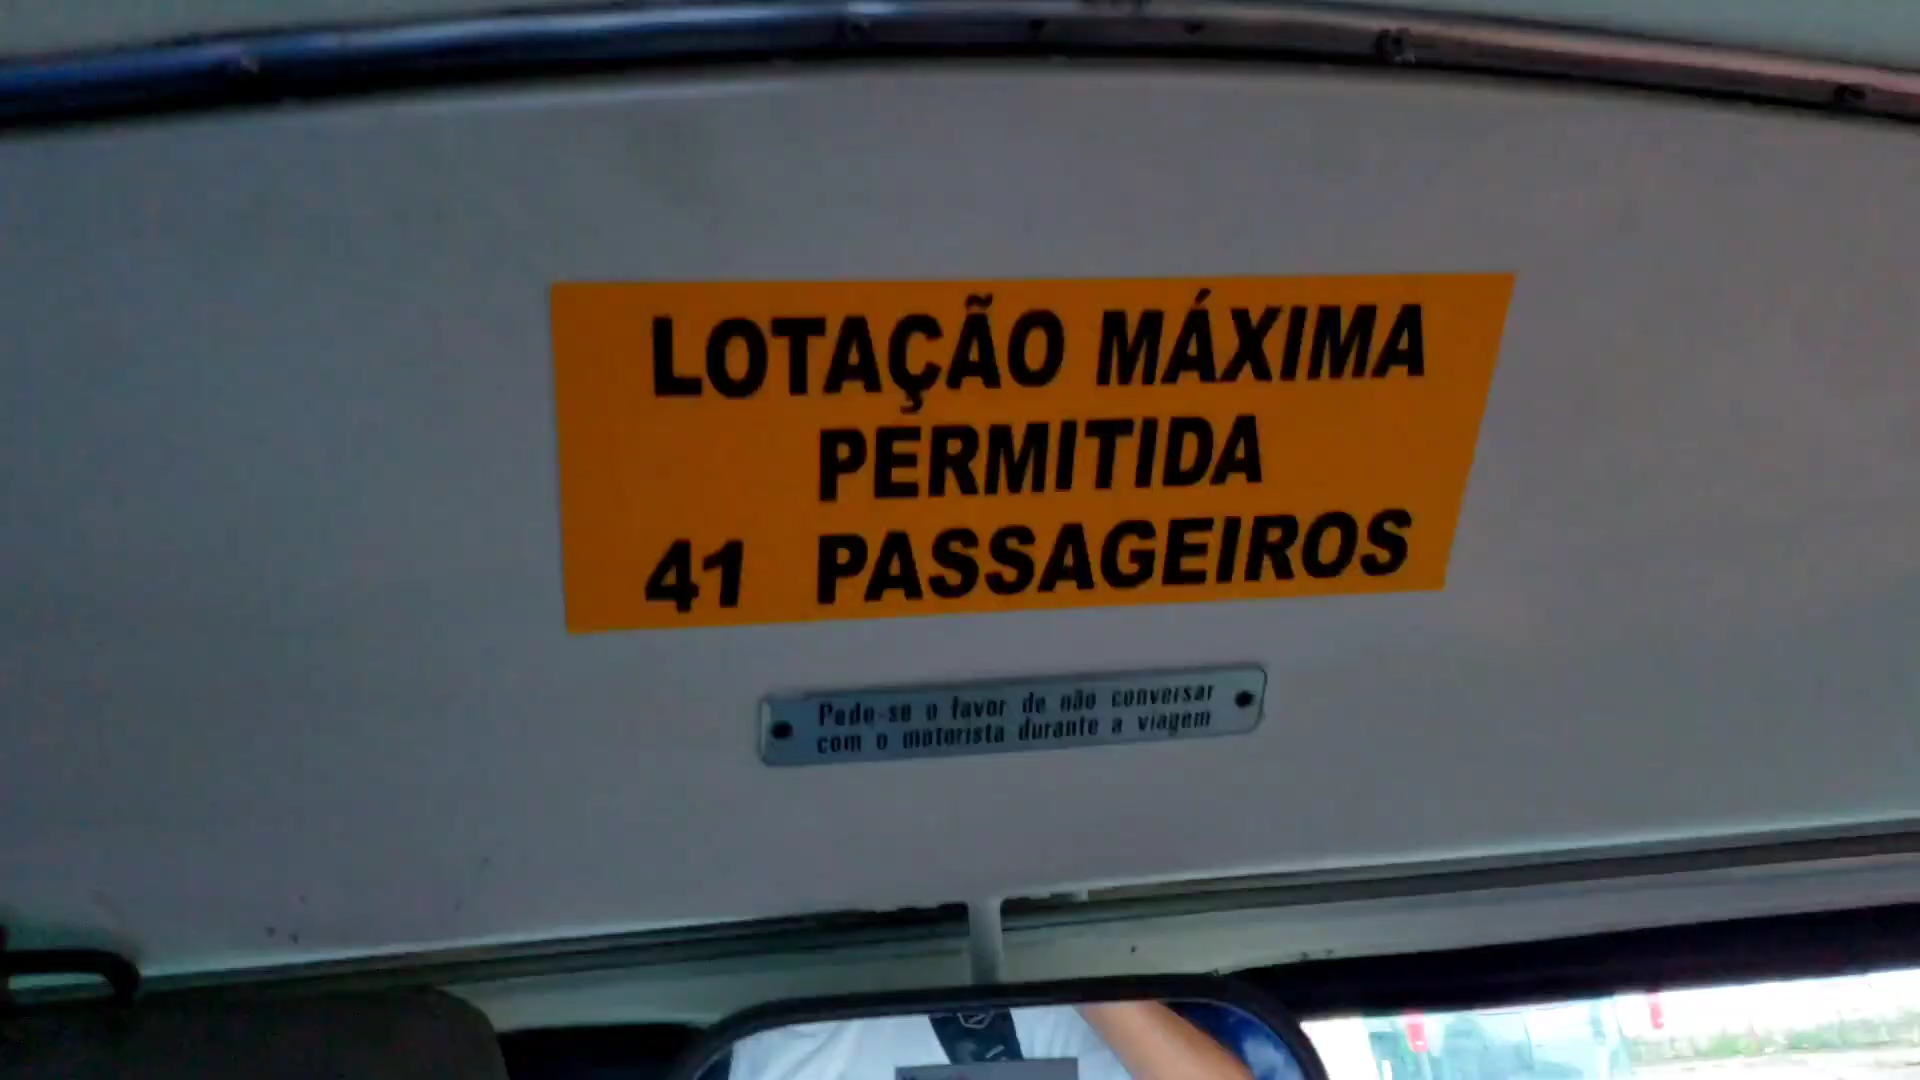 LOTAÇÃO MÁXIMA
PERMITIDA
41 PASSAGEIROS
Pede-se o favor de não conversar
com o motorista durante a viagem